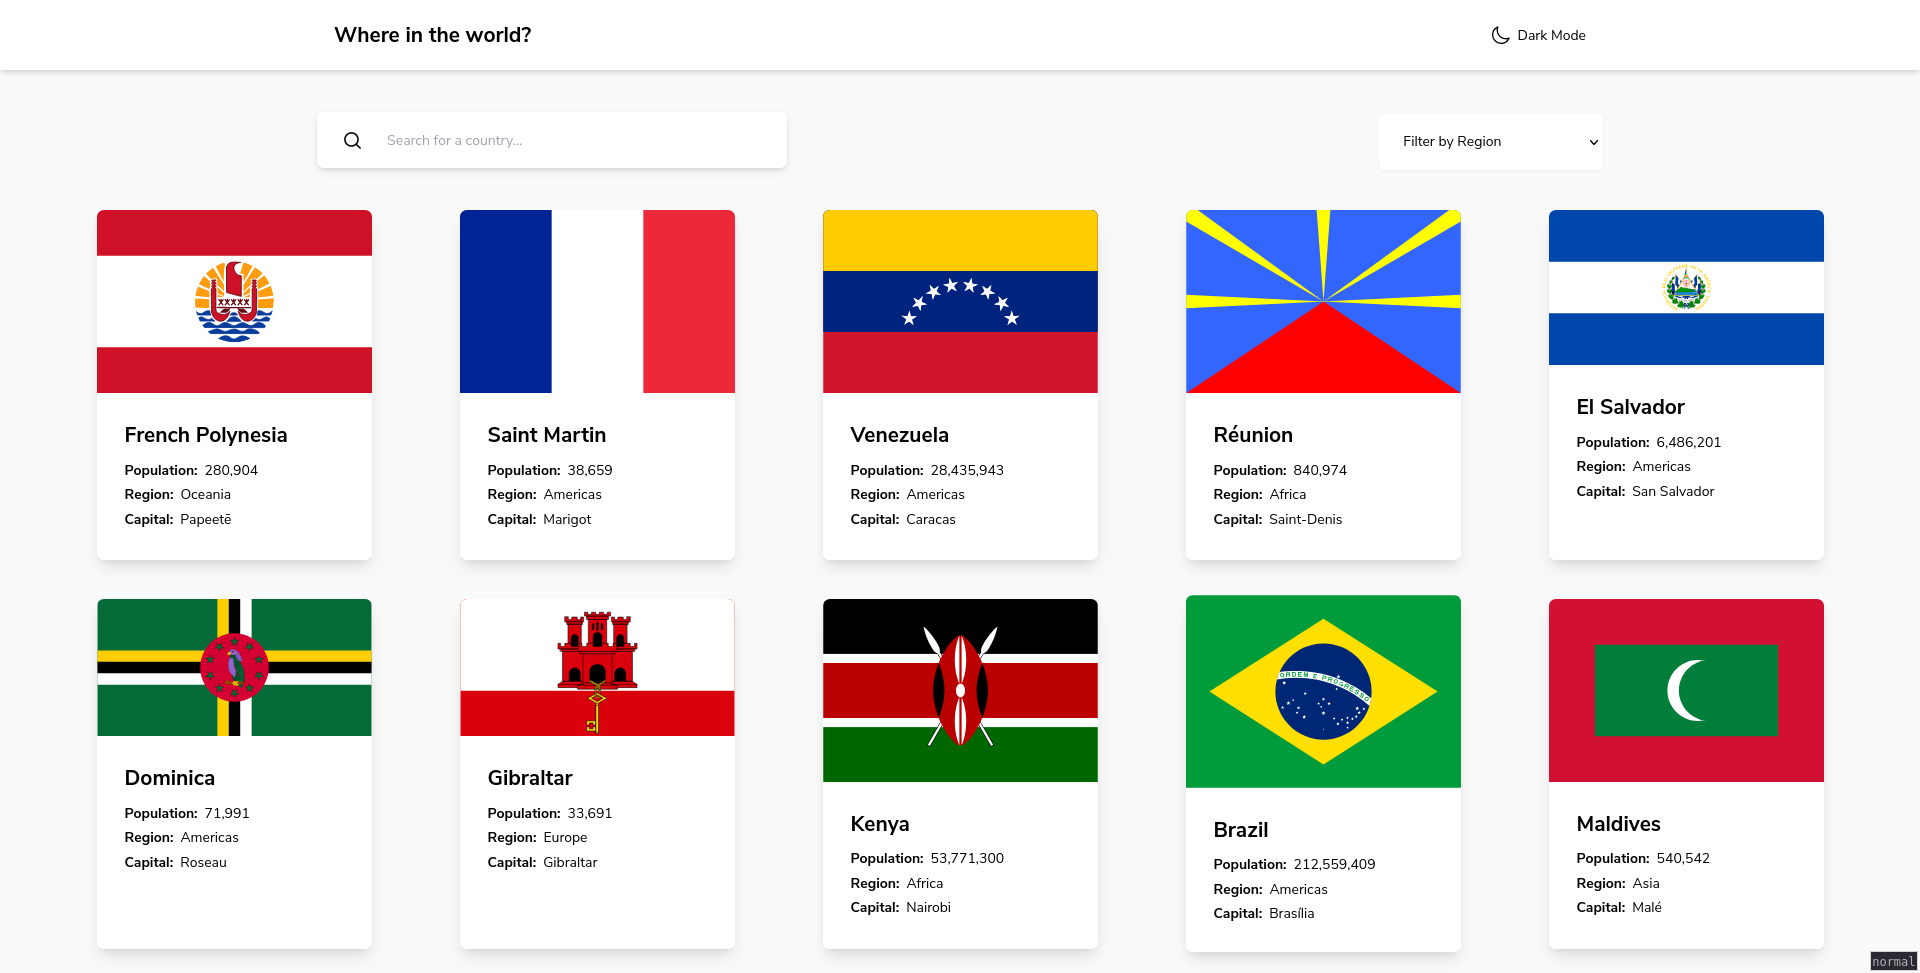 Where in the world?
Dark Mode
Search for a country...
Filter by Region
French Polynesia
Population: 280,904
Region: Oceania
Capital: Papeetē
Saint Martin
Population: 38,659
Region: Americas
Capital: Marigot
Venezuela
Population: 28,435,943
Region: Americas
Capital: Caracas
Réunion
Population: 840,974
Region: Africa
Capital: Saint-Denis
El Salvador
Population: 6,486,201
Region: Americas
Capital: San Salvador
Dominica
Population: 71,991
Region: Americas
Capital: Roseau
Gibraltar
Population: 33,691
Region: Europe
Capital: Gibraltar
Kenya
Population: 53,771,300
Region: Africa
Capital: Nairobi
ORDEM E PROGRESSO
Brazil
Population: 212,559,409
Region: Americas
Capital: Brasília
Maldives
Population: 540,542
Region: Asia
Capital: Malé
normal